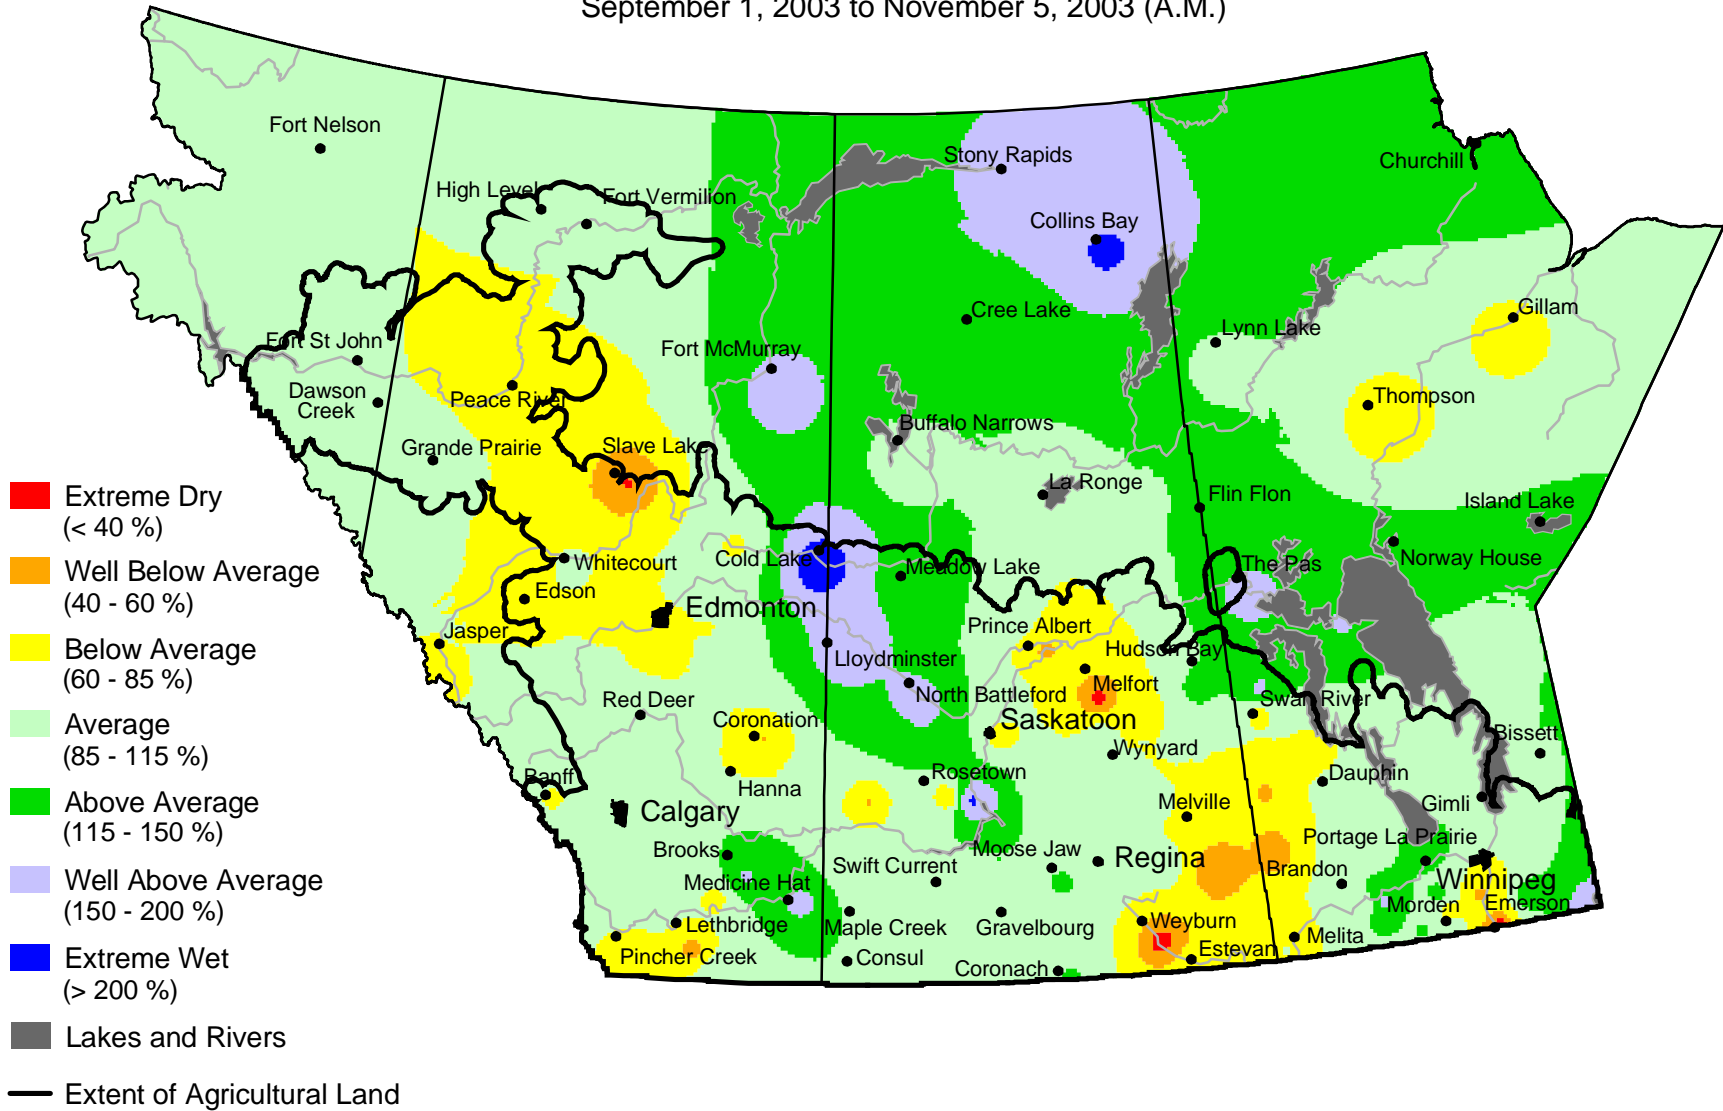 September 1, 2003 to November 5, 2003 (A.M.)
Fort Nelson
High Level
Fort Vermilion
Stony Rapids
Churchill
Collins Bay
Cree Lake
Lynn Lake
Gillam
Fort St John
Fort McMurray
Dawson
Creek
Peace River
Thompson
Buffalo Narrows
Grande Prairie
Slave Lake
La Ronge
Flin Flon
Island Lake
Whitecourt
Cold Lake
Meadow Lake
The Pas
Norway House
Edson
Edmonton
Jasper
Prince Albert
Hudson Bay
Lloydminster
Melfort
North Battleford
Swan River
Red Deer
Coronation
Saskatoon
Wynyard
Bissett
Banff
Hanna
Rosetown
Dauphin
Calgary
Melville
Gimli
Brooks
Swift Current
Moose Jaw
Regina
Portage La Prairie
Brandon
Medicine Hat
Winnipeg
Lethbridge
Maple Creek
Gravelbourg
Weyburn
Morden
Emerson
Pincher Creek
Consul
Coronach
Estevan
Melita
Extreme Dry
(< 40 %)
Well Below Average
(40 - 60 %)
Below Average
(60 - 85 %)
Average
(85 - 115 %)
Above Average
(115 - 150 %)
Well Above Average
(150 - 200 %)
Extreme Wet
(> 200 %)
Lakes and Rivers
Extent of Agricultural Land